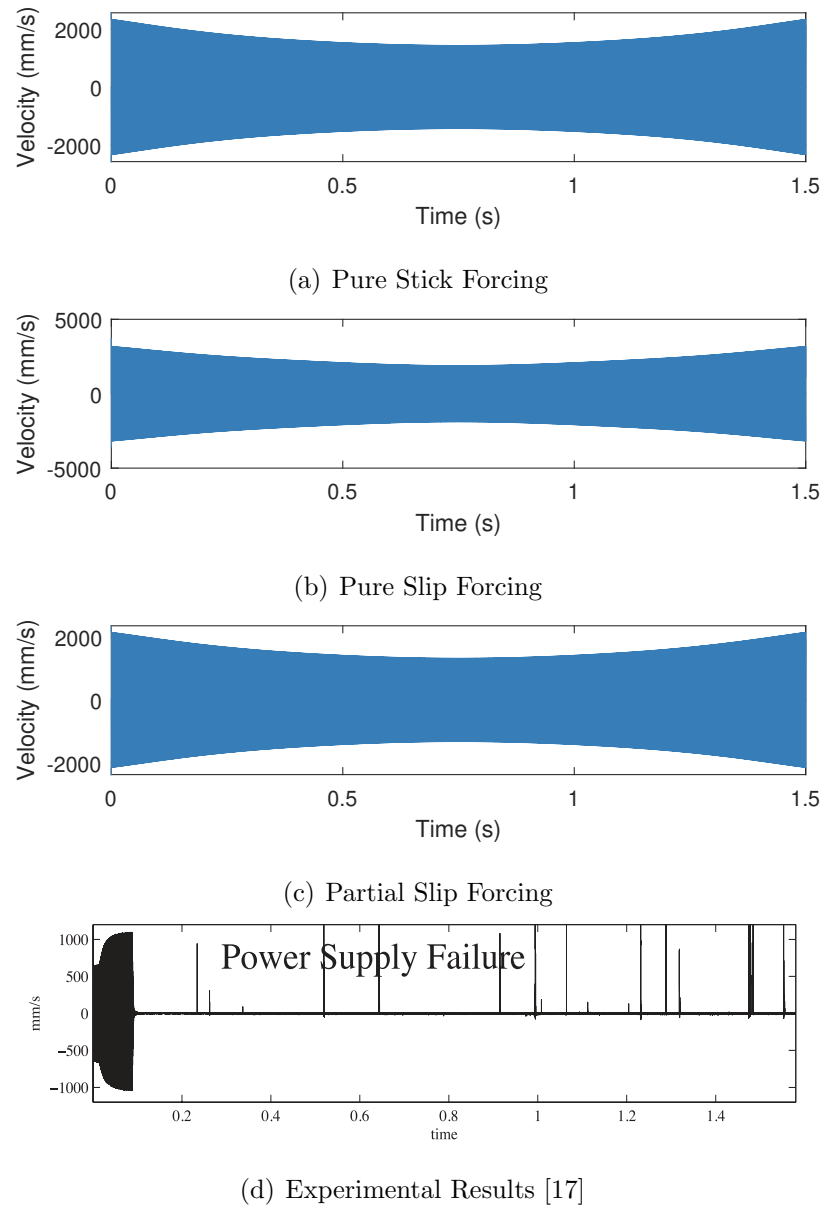 2000
0
-2000
Velocity (mm/s)
0 0.5 1 1.5
Time (s)
(a) Pure Stick Forcing
5000
0
-5000
Velocity (mm/s)
0 0.5 1 1.5
Time (s)
(b) Pure Slip Forcing
2000
0
-2000
Velocity (mm/s)
0 0.5 1 1.5
Time (s)
(c) Partial Slip Forcing
Power Supply Failure
1000
500
0
−500
−1000
mm/s
0.2 0.4 0.6 0.8 1 1.2 1.4
time
(d) Experimental Results [17]